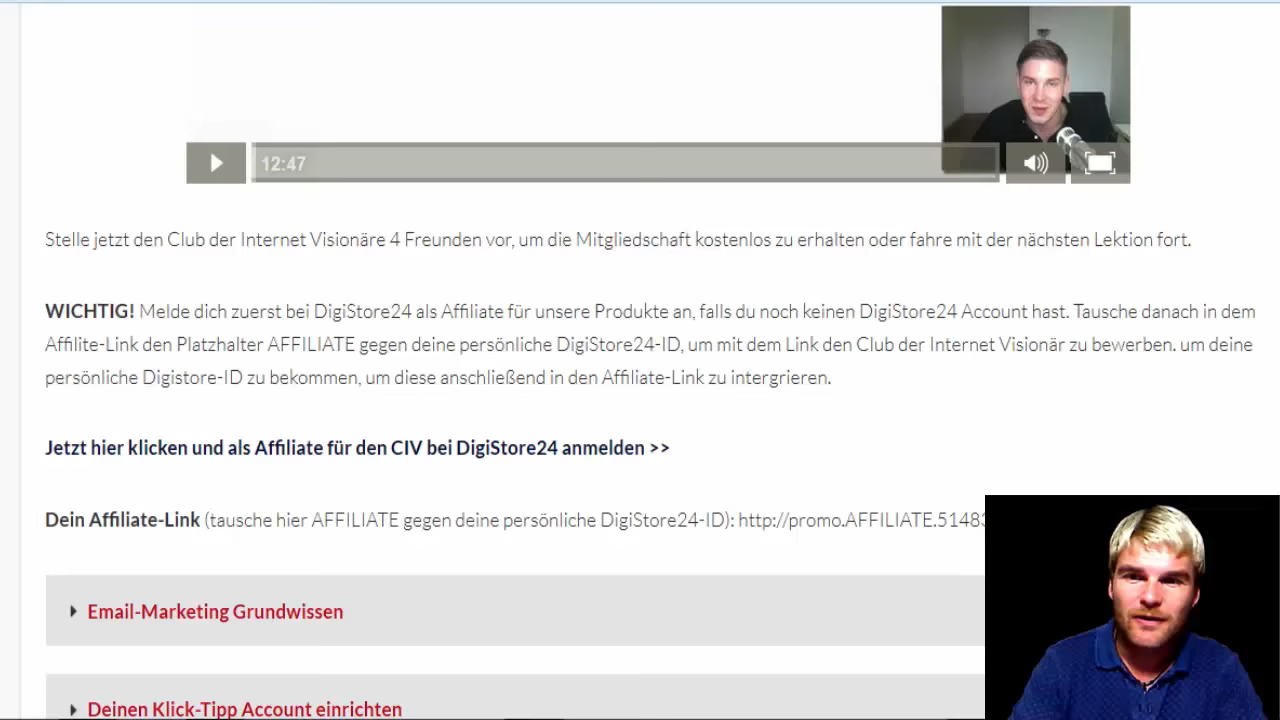 12:47
Stelle jetzt den Club der Internet Visionäre 4 Freunden vor, um die Mitgliedschaft kostenlos zu erhalten oder fahre mit der nächsten Lektion fort.
WICHTIG! Melde dich zuerst bei DigiStore24 als Affiliate für unsere Produkte an, falls du noch keinen DigiStore24 Account hast. Tausche danach in dem
Affilite-Link den Platzhalter AFFILIATE gegen deine persönliche DigiStore24-ID, um mit dem Link den Club der Internet Visionär zu bewerben. um deine
persönliche Digistore-ID zu bekommen, um diese anschließend in den Affiliate-Link zu intergrieren.
Jetzt hier klicken und als Affiliate für den CIV bei DigiStore24 anmelden >>
Dein Affiliate-Link (tausche hier AFFILIATE gegen deine persönliche DigiStore24-ID): http://promo.AFFILIATE.5148
Email-Marketing Grundwissen
Deinen Klick-Tipp Account einrichten